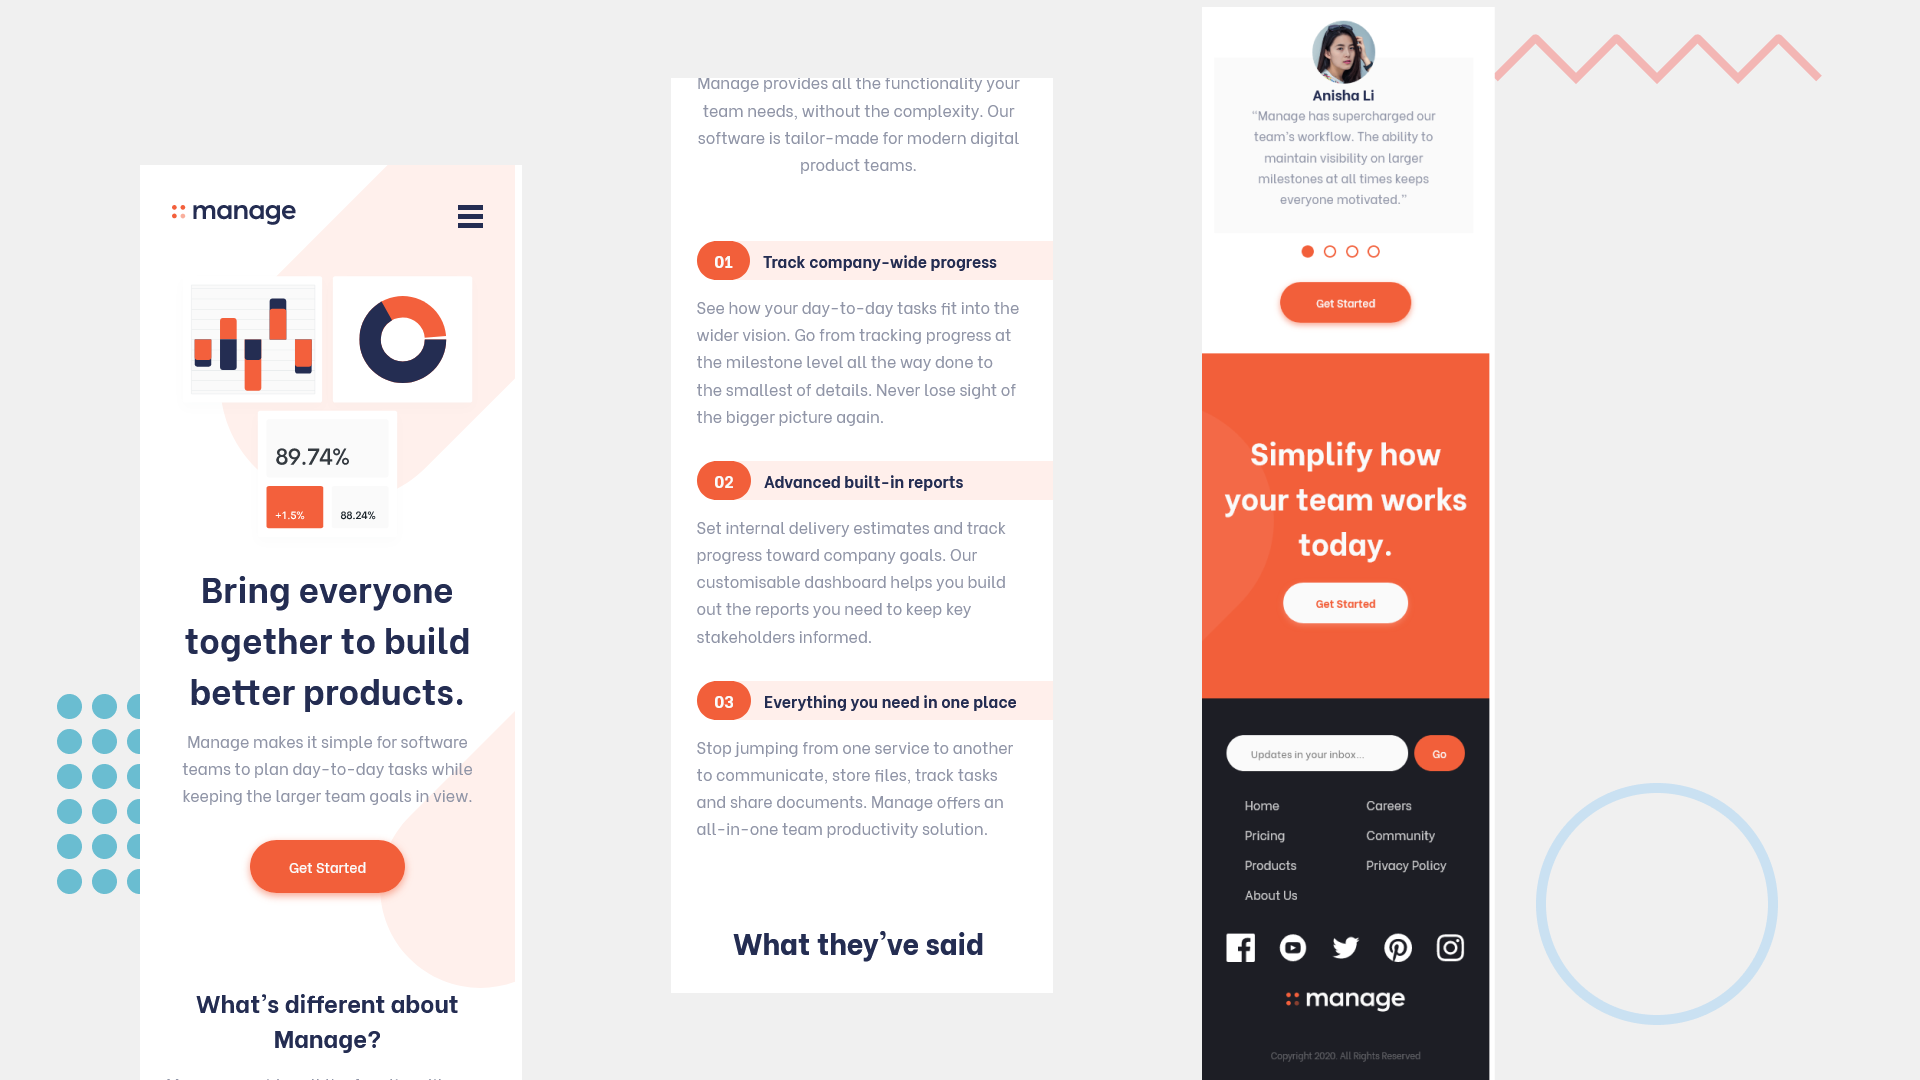 manage
89.74%
+1.5%
88.24%
Bring everyone
together to build
better products.
Manage makes it simple for software
teams to plan day-to-day tasks while
keeping the larger team goals in view.
Get Started
What's different about
Manage?
Manage provides all the functionality your
team needs, without the complexity. Our
software is tailor-made for modern digital
product teams.
01 Track company-wide progress
See how your day-to-day tasks fit into the
wider vision. Go from tracking progress at
the milestone level all the way done to
the smallest of details. Never lose sight of
the bigger picture again.
02 Advanced built-in reports
Set internal delivery estimates and track
progress toward company goals. Our
customisable dashboard helps you build
out the reports you need to keep key
stakeholders informed.
03 Everything you need in one place
Stop jumping from one service to another
to communicate, store files, track tasks
and share documents. Manage offers an
all-in-one team productivity solution.
What they've said
Anisha Li
"Manage has supercharged our
team's workflow. The ability to
maintain visibility on larger
milestones at all times keeps
everyone motivated."
Get Started
Simplify how
your team works
today.
Get Started
Updates in your inbox... Go
Home Careers
Pricing Community
Products Privacy Policy
About Us
manage
Copyright 2020. All Rights Reserved